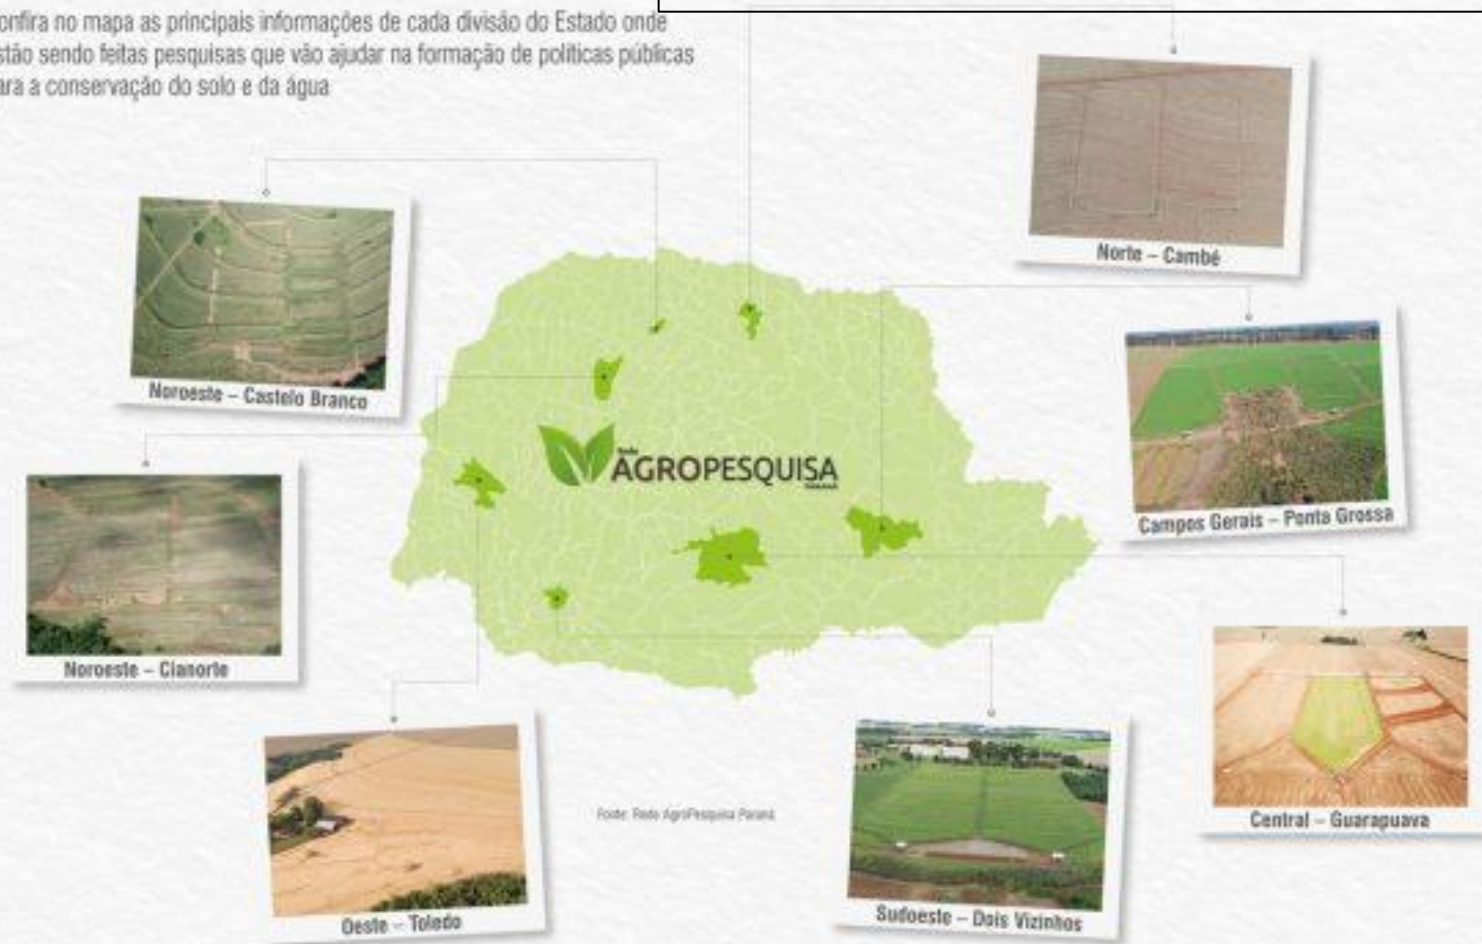 onfira no mapa as principais informações de cada divisão do Estado onde
stão sendo feitas pesquisas que vão ajudar na formação de políticas públicas
ara a conservação do solo e da água
Norte – Cambé
Noroeste – Castelo Branco
Rede
AGROPESQUISA
PARANÁ
Campos Gerais – Ponta Grossa
Noroeste – Cianorte
Central – Guarapuava
Fonte: Rede AgroPesquisa Paraná
Oeste – Toledo
Sudoeste – Dois Vizinhos